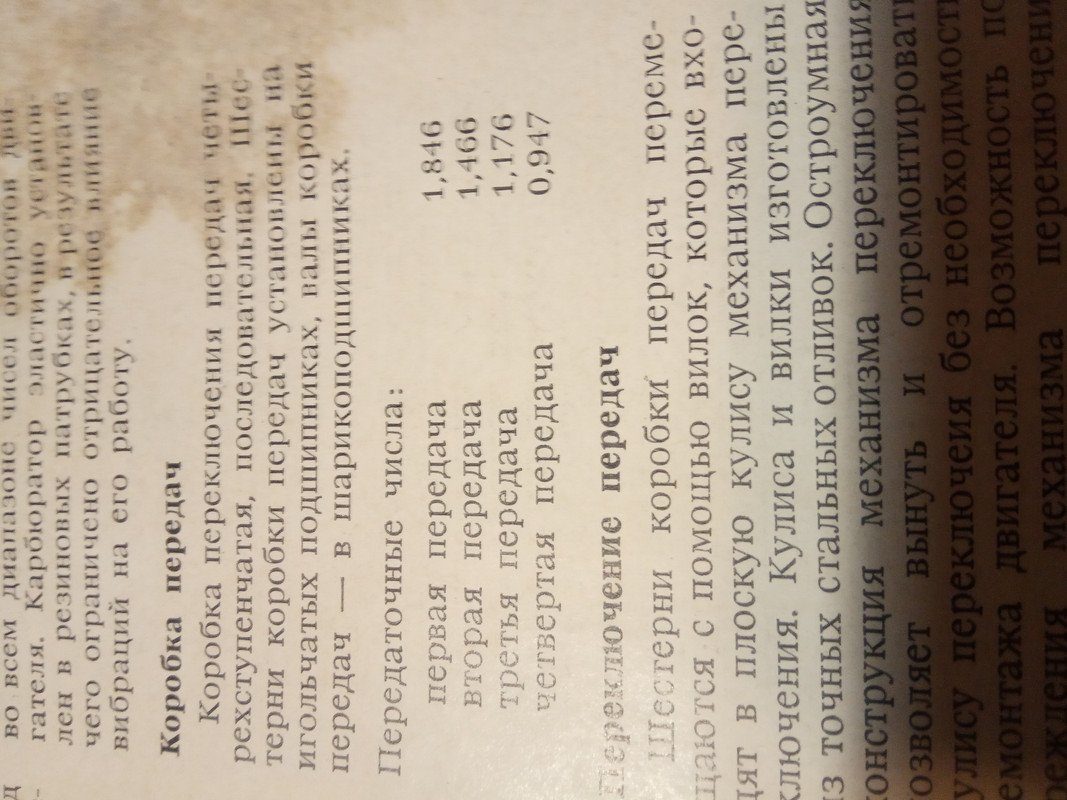 во всем диапазоне чисел оборотов дви-
гателя. Карбюратор эластично установ-
лен в резиновых патрубках, в результате
чего ограничено отрицательное влияние
вибраций на его работу.
Коробка передач
Коробка переключения передач четы-
рехступенчатая, последовательная. Шес-
терни коробки передач установлены на
игольчатых подшипниках, валы коробки
передач — в шарикоподшипниках.
Передаточные числа:
первая передача 1,846
вторая передача 1,466
третья передача 1,176
четвертая передача 0,947
Переключение передач
Шестерни коробки передач переме-
щаются с помощью вилок, которые вхо-
дят в плоскую кулису механизма пере-
ключения. Кулиса и вилки изготовлены
из точных стальных отливок. Остроумная
конструкция механизма переключения
позволяет вынуть и отремонтировать
кулису переключеия без необходимости
демонтажа двигателя. Возможность по-
механизма переключени